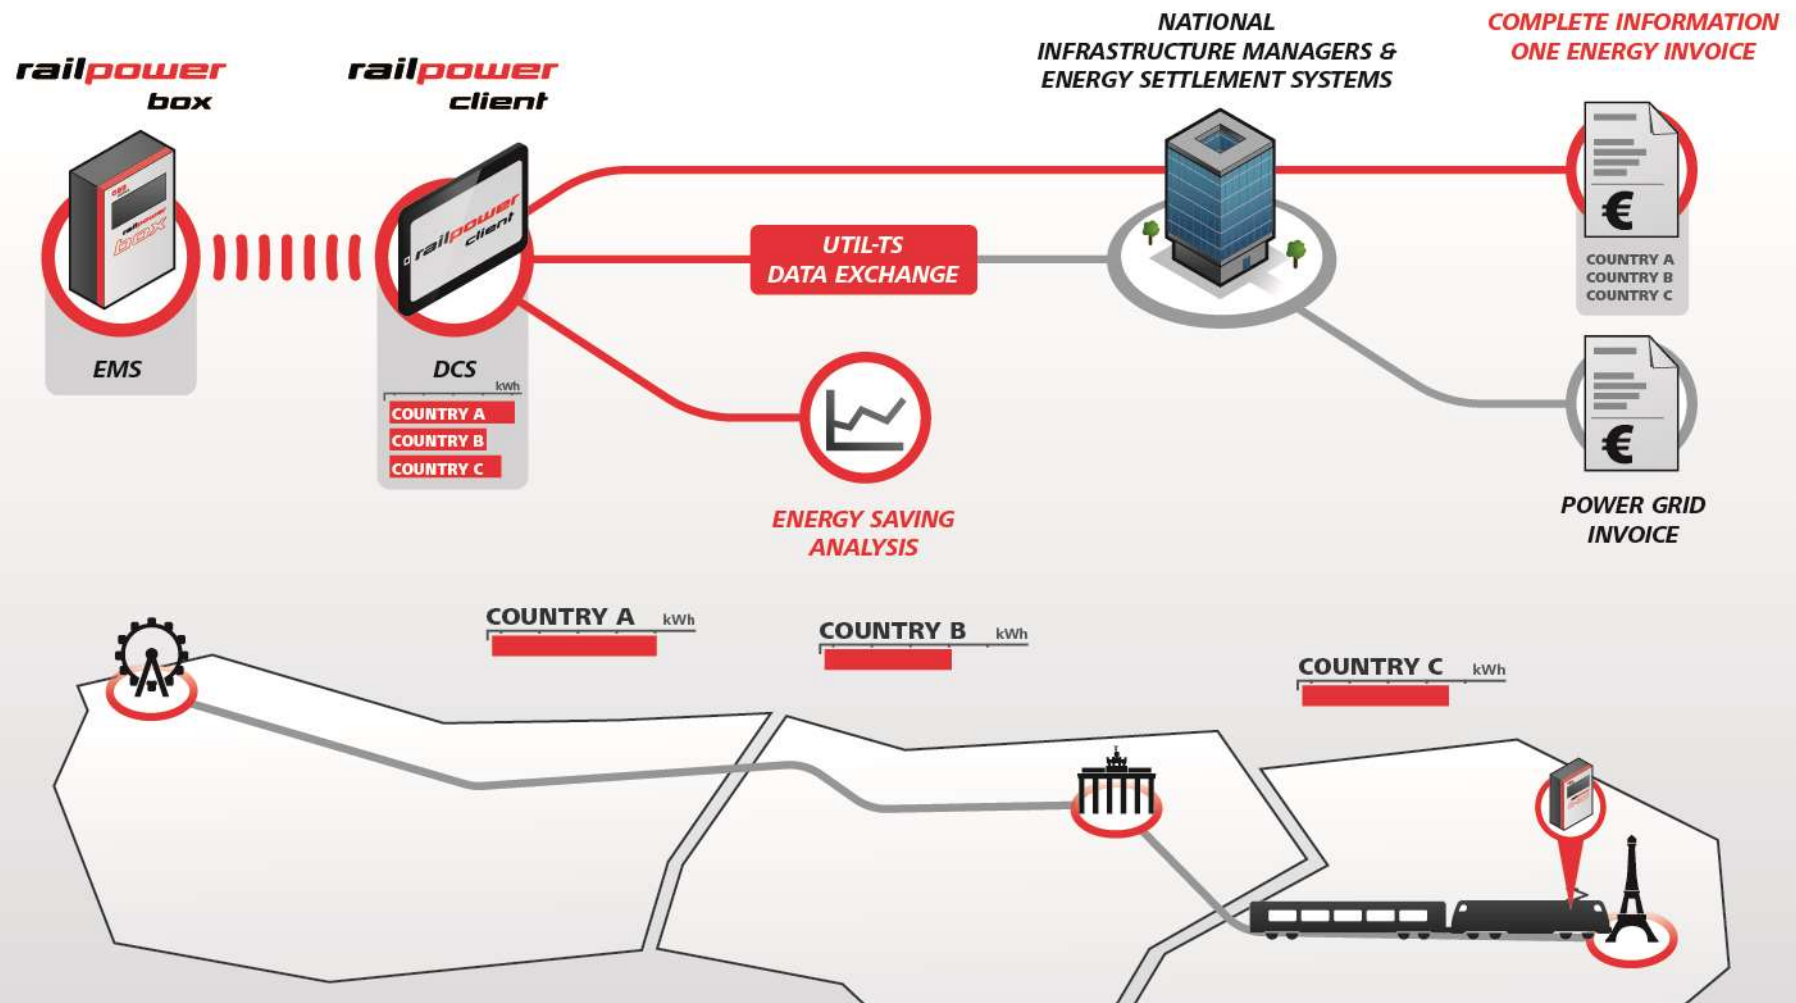 railpower
box
railpower
client
NATIONAL
INFRASTRUCTURE MANAGERS &
ENERGY SETTLEMENT SYSTEMS
COMPLETE INFORMATION
ONE ENERGY INVOICE
railpower
box
railpower
client
UTIL-TS
DATA EXCHANGE
€
COUNTRY A
COUNTRY B
COUNTRY C
EMS
DCS
kWh
COUNTRY A
COUNTRY B
COUNTRY C
€
ENERGY SAVING
ANALYSIS
POWER GRID
INVOICE
COUNTRY A kWh
COUNTRY B kWh
COUNTRY C kWh